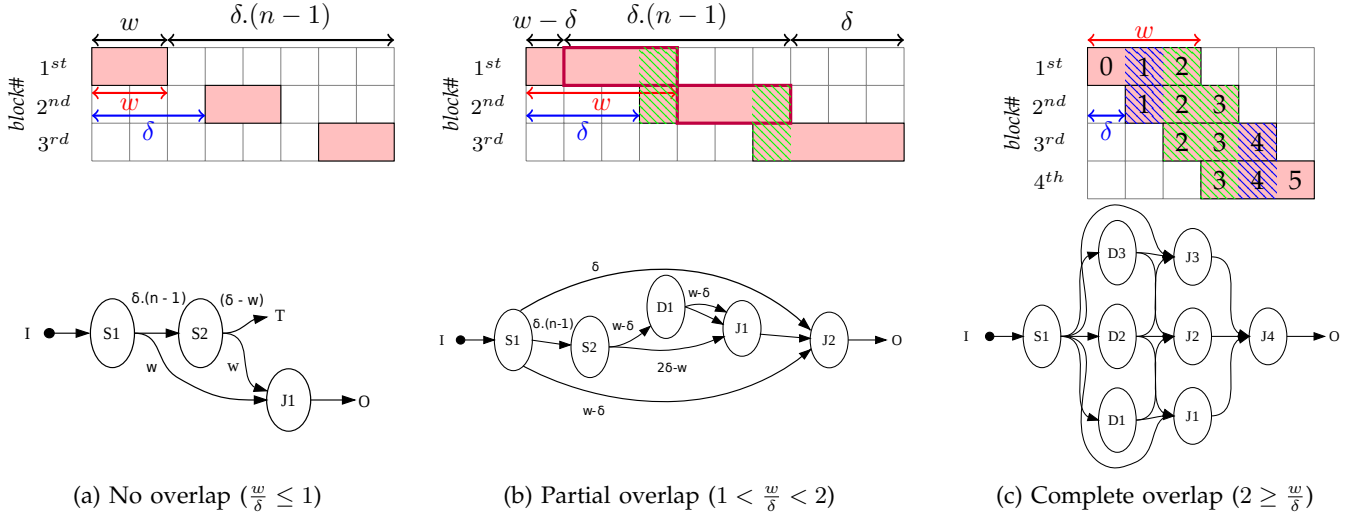 w δ.(n − 1)
1st
2nd
3rd
block#
w
δ
w − δ δ.(n − 1) δ
1st
2nd
3rd
block#
w
δ
w
1st 0 1 2
2nd 1 2 3
3rd 2 3 4
4th 3 4 5
block#
δ
I S1 δ.(n - 1) S2 (δ - w) T
w w
J1 O
δ
D1 w-δ
I S1 δ.(n-1) S2 w-δ J1 J2 O
2δ-w
w-δ
D3 J3
I S1 D2 J2 J4 O
D1 J1
(a) No overlap (w/δ ≤ 1)
(b) Partial overlap (1 < w/δ < 2)
(c) Complete overlap (2 ≥ w/δ)